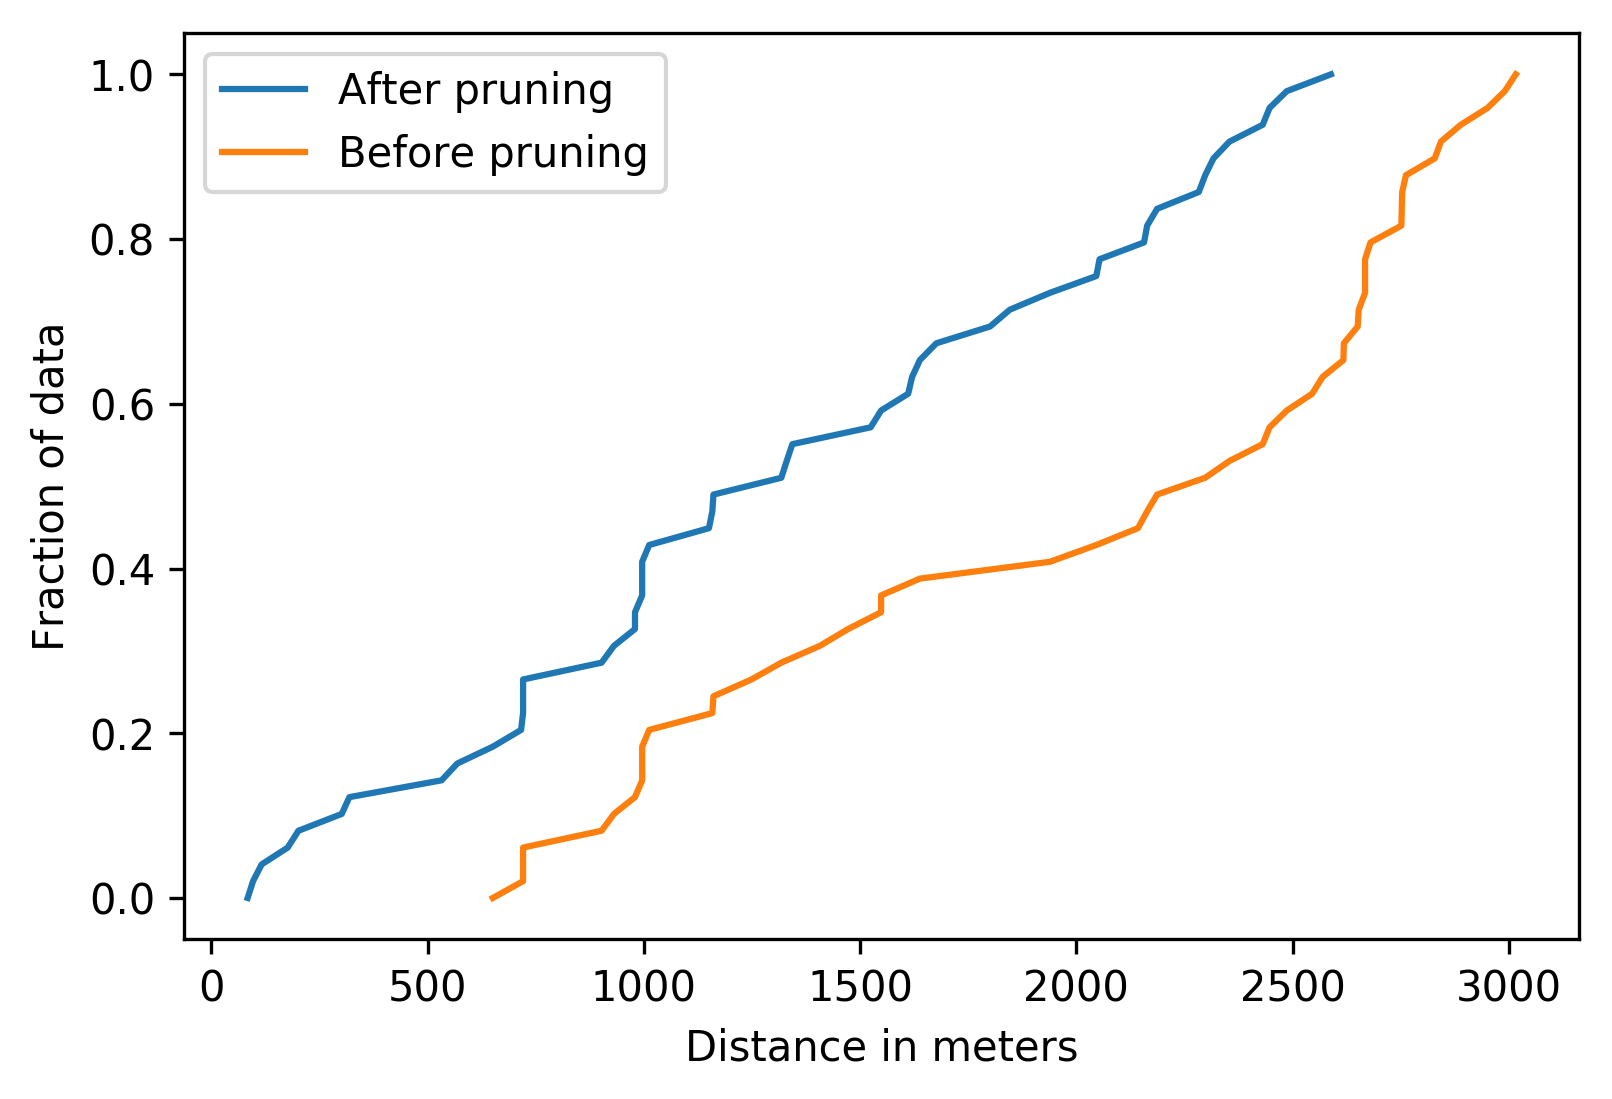 After pruning
Before pruning
1.0
0.8
0.6
0.4
0.2
0.0
Fraction of data
0 500 1000 1500 2000 2500 3000
Distance in meters